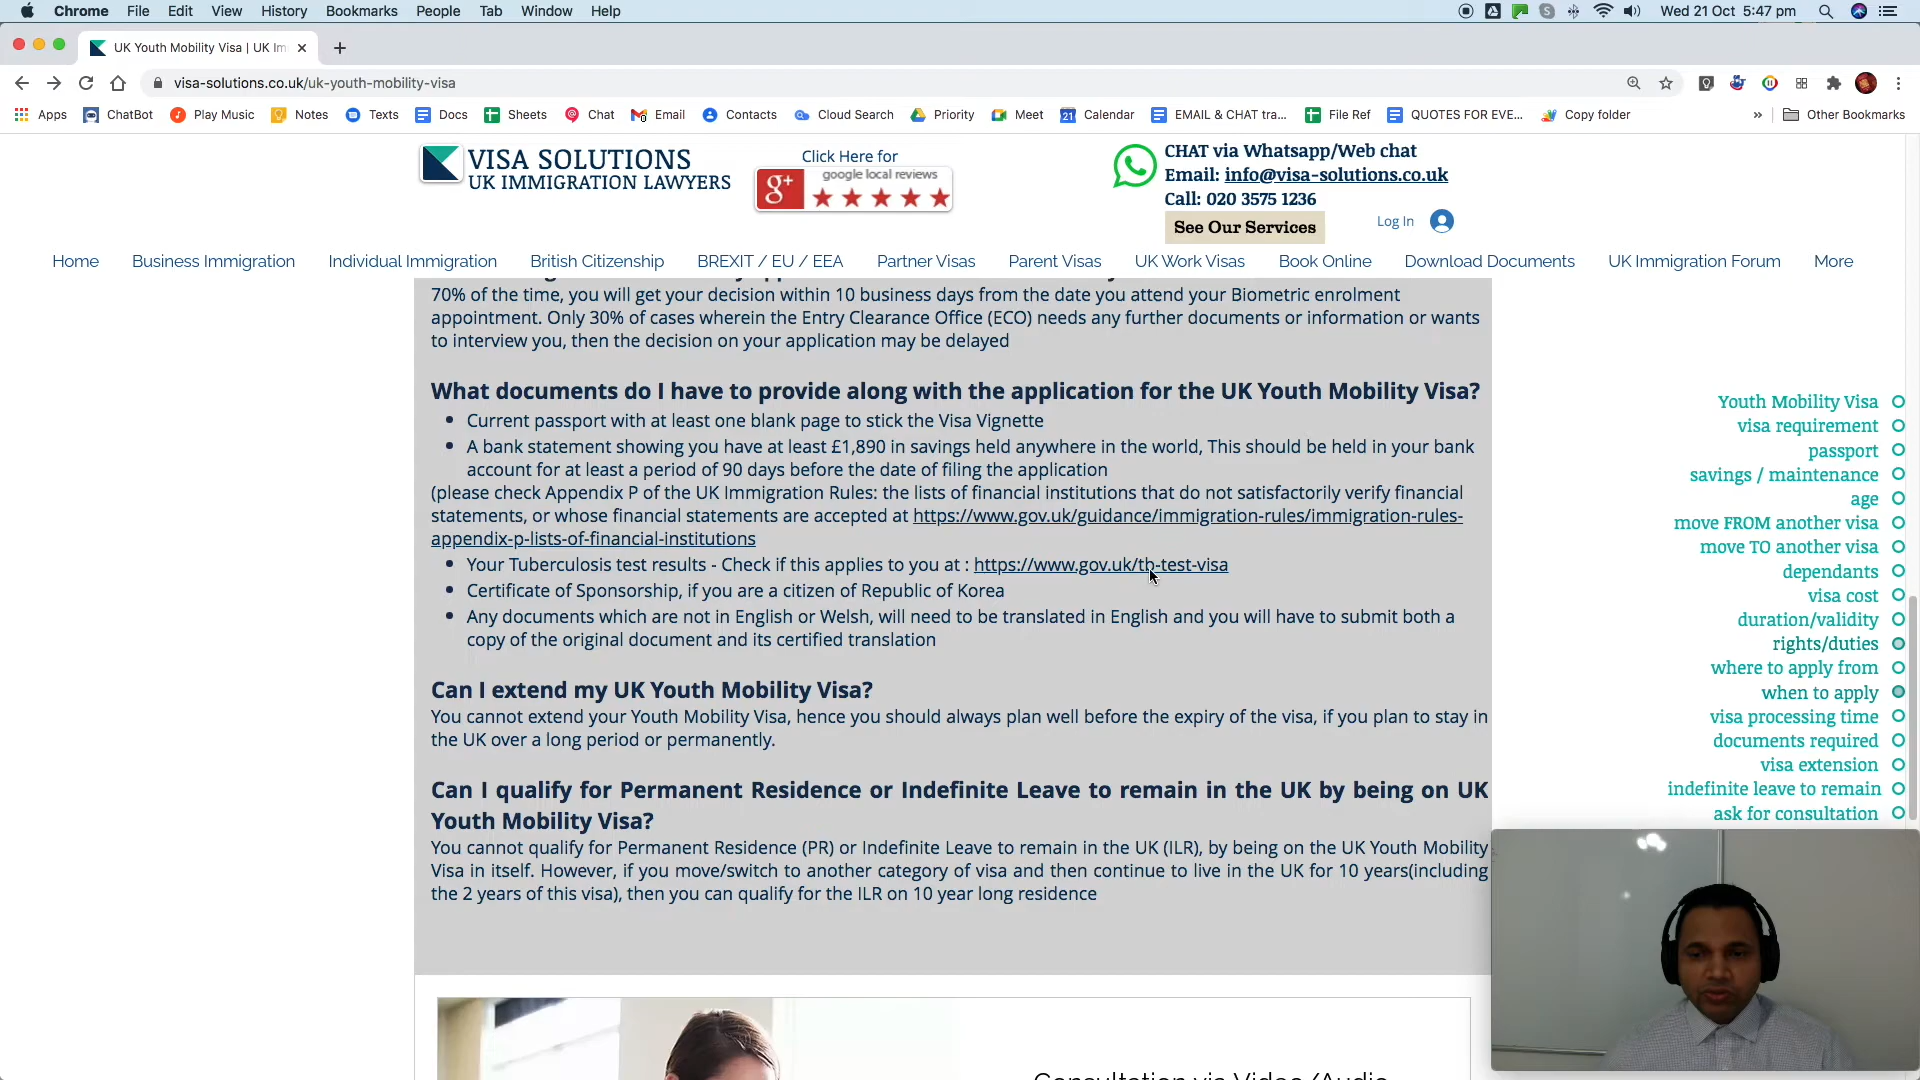 Chrome File Edit View History Bookmarks People Tab Window Help Wed 21 Oct 5:47 pm
UK Youth Mobility Visa | UK Im
visa-solutions.co.uk/uk-youth-mobility-visa
Apps ChatBot Play Music Notes Texts Docs Sheets Chat Email Contacts Cloud Search Priority Meet Calendar EMAIL & CHAT tra... File Ref QUOTES FOR EVE... Copy folder » Other Bookmarks
VISA SOLUTIONS
UK IMMIGRATION LAWYERS
Click Here for
g+ google local reviews
CHAT via Whatsapp/Web chat
Email: info@visa-solutions.co.uk
Call: 020 3575 1236
See Our Services
Log In
Home Business Immigration Individual Immigration British Citizenship BREXIT / EU / EEA Partner Visas Parent Visas UK Work Visas Book Online Download Documents UK Immigration Forum More
70% of the time, you will get your decision within 10 business days from the date you attend your Biometric enrolment
appointment. Only 30% of cases wherein the Entry Clearance Office (ECO) needs any further documents or information or wants
to interview you, then the decision on your application may be delayed
What documents do I have to provide along with the application for the UK Youth Mobility Visa?
• Current passport with at least one blank page to stick the Visa Vignette
• A bank statement showing you have at least £1,890 in savings held anywhere in the world, This should be held in your bank
account for at least a period of 90 days before the date of filing the application
(please check Appendix P of the UK Immigration Rules: the lists of financial institutions that do not satisfactorily verify financial
statements, or whose financial statements are accepted at https://www.gov.uk/guidance/immigration-rules/immigration-rules-
appendix-p-lists-of-financial-institutions
• Your Tuberculosis test results - Check if this applies to you at : https://www.gov.uk/tb-test-visa
• Certificate of Sponsorship, if you are a citizen of Republic of Korea
• Any documents which are not in English or Welsh, will need to be translated in English and you will have to submit both a
copy of the original document and its certified translation
Can I extend my UK Youth Mobility Visa?
You cannot extend your Youth Mobility Visa, hence you should always plan well before the expiry of the visa, if you plan to stay in
the UK over a long period or permanently.
Can I qualify for Permanent Residence or Indefinite Leave to remain in the UK by being on UK
Youth Mobility Visa?
You cannot qualify for Permanent Residence (PR) or Indefinite Leave to remain in the UK (ILR), by being on the UK Youth Mobility
Visa in itself. However, if you move/switch to another category of visa and then continue to live in the UK for 10 years(including
the 2 years of this visa), then you can qualify for the ILR on 10 year long residence
Youth Mobility Visa
visa requirement
passport
savings / maintenance
age
move FROM another visa
move TO another visa
dependants
visa cost
duration/validity
rights/duties
where to apply from
when to apply
visa processing time
documents required
visa extension
indefinite leave to remain
ask for consultation
Consultation via Video/Audio